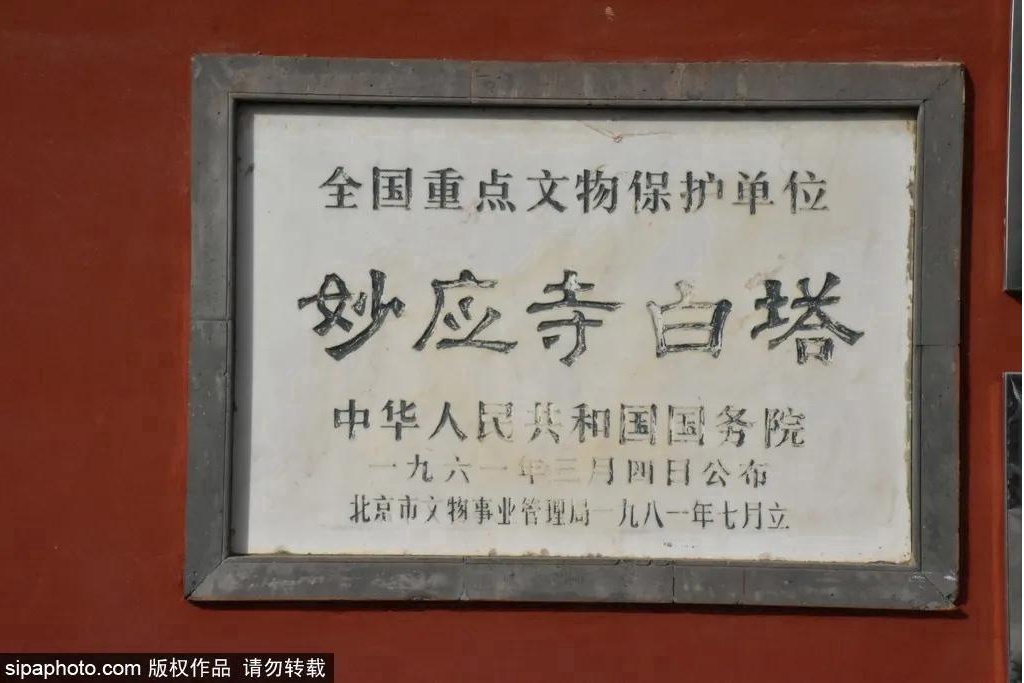 全国重点文物保护单位
妙应寺白塔
中华人民共和国国务院
一九六一年三月四日公布
北京市文物事业管理局一九八一年七月立
sipaphoto.com 版权作品 请勿转载